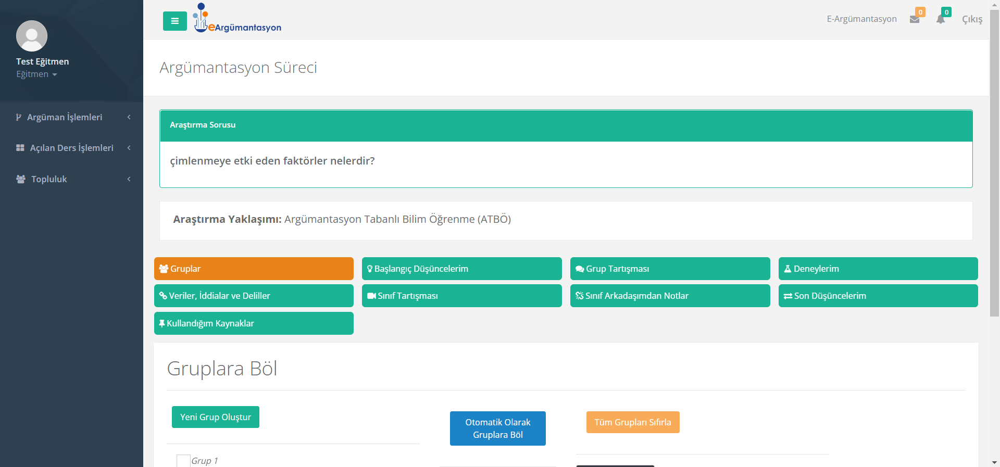 Test Eğitmen
Eğitmen
Argüman İşlemleri
Açılan Ders İşlemleri
Topluluk
eArgümantasyon
E-Argümantasyon
0
0
Çıkış
Argümantasyon Süreci
Araştırma Sorusu
çimlenmeye etki eden faktörler nelerdir?
Araştırma Yaklaşımı: Argümantasyon Tabanlı Bilim Öğrenme (ATBÖ)
Gruplar
Başlangıç Düşüncelerim
Grup Tartışması
Deneylerim
Veriler, İddialar ve Deliller
Sınıf Tartışması
Sınıf Arkadaşımdan Notlar
Son Düşüncelerim
Kullandığım Kaynaklar
Gruplara Böl
Yeni Grup Oluştur
Otomatik Olarak
Gruplara Böl
Tüm Grupları Sıfırla
Grup 1